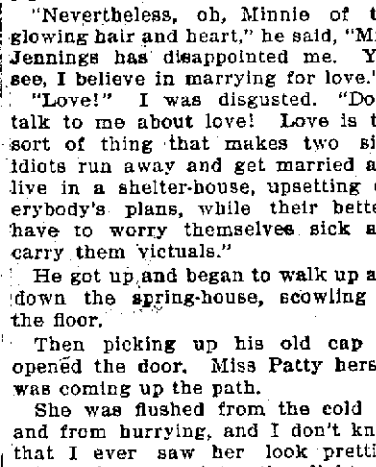 "Nevertheless, oh, Minnie of t
glowing hair and heart," he said, "M
Jennings has disappointed me. Y
see, I believe in marrying for love.
"Love!" I was disgusted. "Do
talk to me about love! Love is t
sort of thing that makes two si
idiots run away and get married a
live in a shelter-house, upsetting
erybody's plans, while their bette
have to worry themselves sick a
carry them victuals."
He got up and began to walk up a
down the spring-house, scowling
the floor.
Then picking up his old cap
opened the door. Miss Patty hers
was coming up the path.
She was flushed from the cold
and from hurrying, and I don't kn
that I ever saw her look pretti